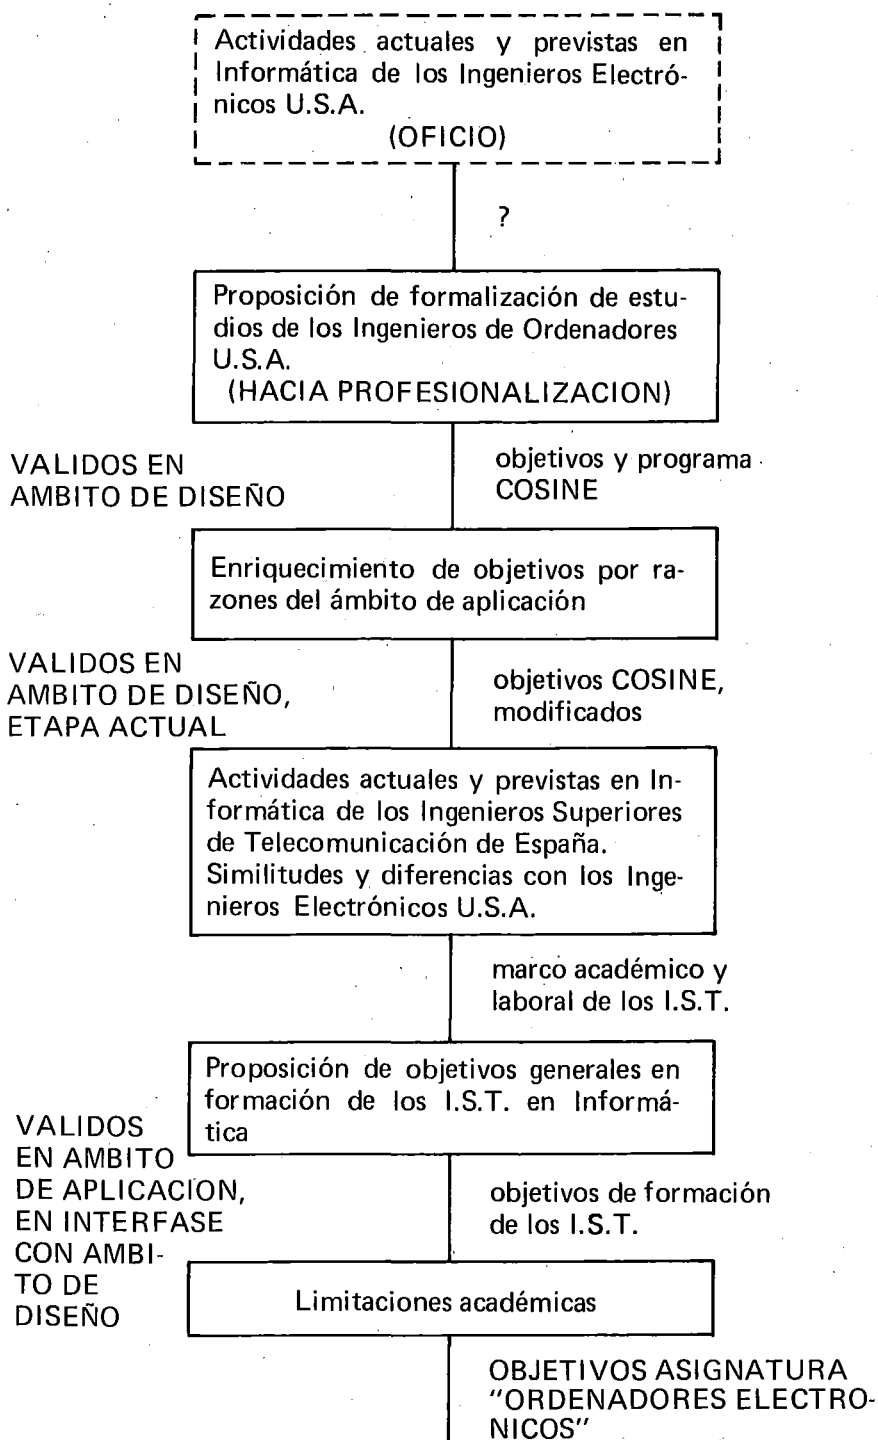 Actividades actuales y previstas en
Informática de los Ingenieros Electró-
nicos U.S.A.
(OFICIO)
?
Proposición de formalización de estu-
dios de los Ingenieros de Ordenadores
U.S.A.
(HACIA PROFESIONALIZACION)
VALIDOS EN
AMBITO DE DISEÑO
objetivos y programa
COSINE
Enriquecimiento de objetivos por ra-
zones del ámbito de aplicación
VALIDOS EN
AMBITO DE DISEÑO,
ETAPA ACTUAL
objetivos COSINE,
modificados
Actividades actuales y previstas en In-
formática de los Ingenieros Superiores
de Telecomunicación de España.
Similitudes y diferencias con los Inge-
nieros Electrónicos U.S.A.
marco académico y
laboral de los I.S.T.
Proposición de objetivos generales en
formación de los I.S.T. en Informá-
tica
VALIDOS
EN AMBITO
DE APLICACION,
EN INTERFASE
CON AMBI-
TO DE
DISEÑO
objetivos de formación
de los I.S.T.
Limitaciones académicas
OBJETIVOS ASIGNATURA
"ORDENADORES ELECTRO-
NICOS"